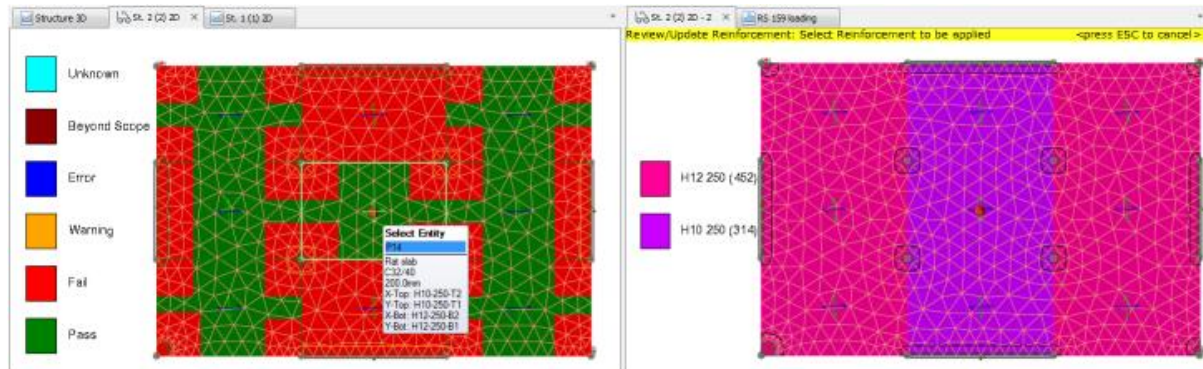 Structure 3D
St. 2 (2) 2D
St. 1 (1) 2D
St. 2 (2) 2D - 2
RS 159 loading
Review/Update Reinforcement: Select Reinforcement to be applied <press ESC to cancel>
Unknown
Beyond Scope
Error
Warning
Fail
Pass
Select Entity
Flat slab
C32/40
200.0mm
X-Top: H10-250-T2
Y-Top: H10-250-T1
X-Bot: H12-250-B2
Y-Bot: H12-250-B1
H12 250 (452)
H10 250 (314)